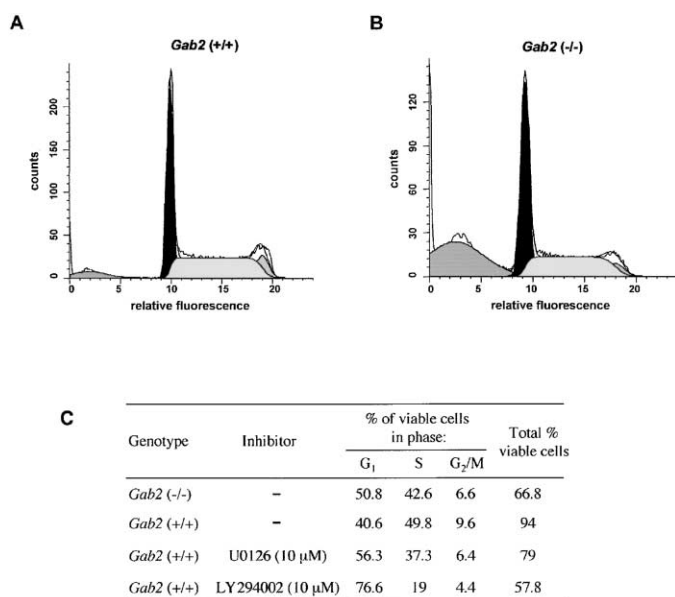 A
Gab2 (+/+)
200
150
100
50
0
counts
0 5 10 15 20
relative fluorescence
B
Gab2 (-/-)
120
90
60
30
0
counts
0 5 10 15 20
relative fluorescence
C
Genotype Inhibitor % of viable cells in phase: Total % viable cells
G1 S G2/M
Gab2 (-/-) – 50.8 42.6 6.6 66.8
Gab2 (+/+) – 40.6 49.8 9.6 94
Gab2 (+/+) U0126 (10 µM) 56.3 37.3 6.4 79
Gab2 (+/+) LY294002 (10 µM) 76.6 19 4.4 57.8